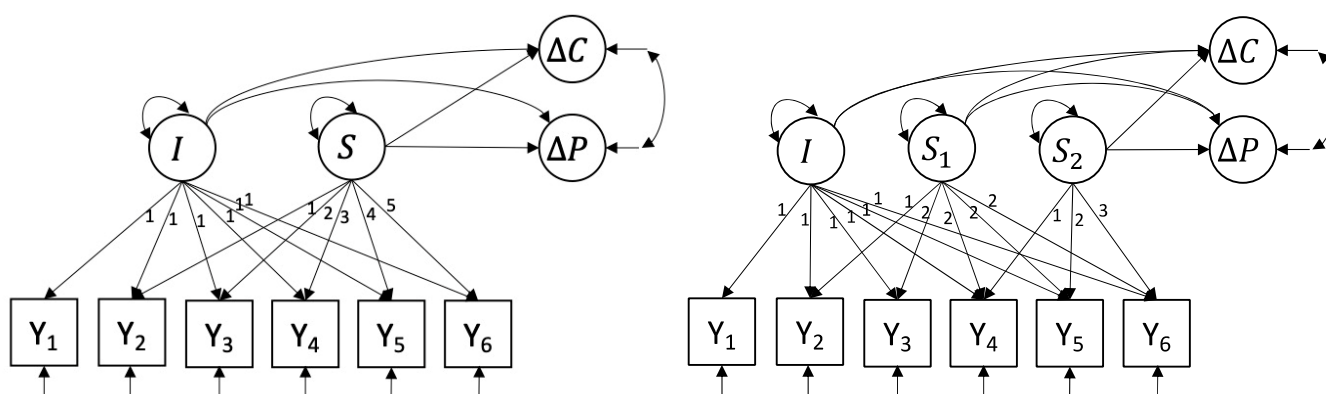 ΔC
ΔC
I
S
ΔP
I
S₁
S₂
ΔP
1 1 1 1 1 1 1 2 3 4 5
1 1 1 1 1 1 1 2 2 2 2 1 2 3
Y₁ Y₂ Y₃ Y₄ Y₅ Y₆
Y₁ Y₂ Y₃ Y₄ Y₅ Y₆